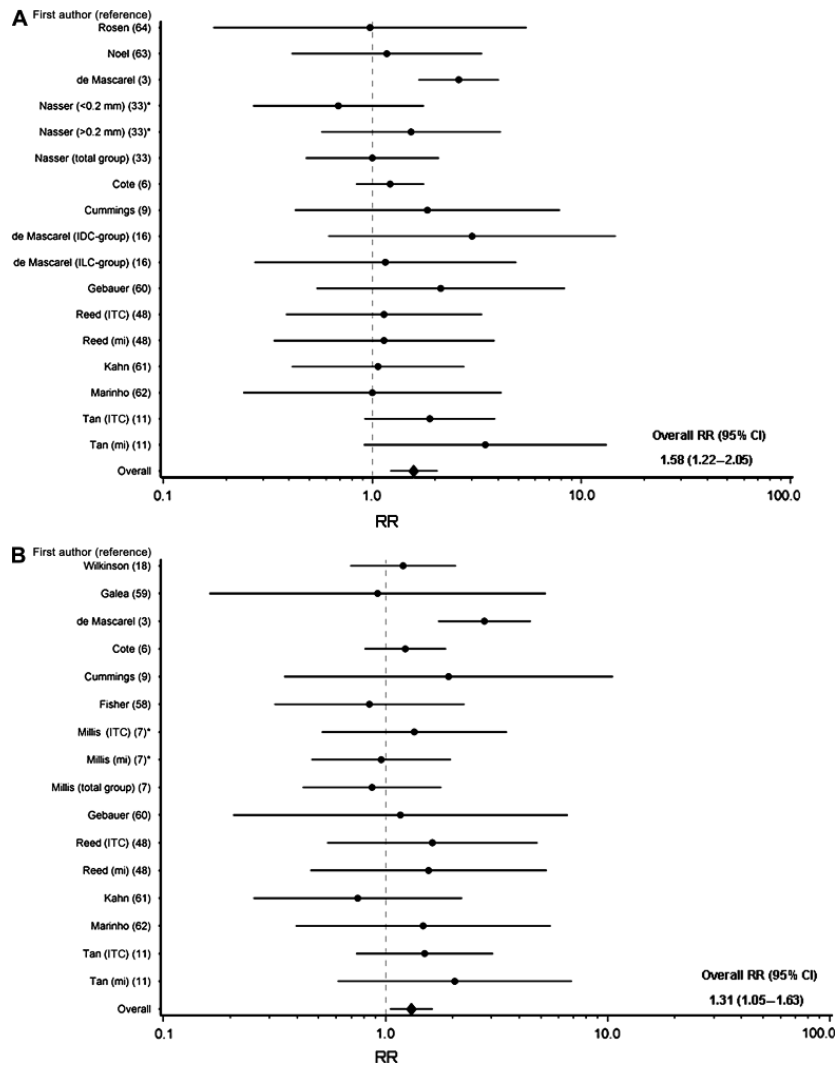 A First author (reference)
Rosen (64)
Noel (63)
de Mascarel (3)
Nasser (<0.2 mm) (33)*
Nasser (>0.2 mm) (33)*
Nasser (total group) (33)
Cote (6)
Cummings (9)
de Mascarel (IDC-group) (16)
de Mascarel (ILC-group) (16)
Gebauer (60)
Reed (ITC) (48)
Reed (mi) (48)
Kahn (61)
Marinho (62)
Tan (ITC) (11)
Tan (mi) (11)
Overall RR (95% CI)
1.58 (1.22–2.05)
Overall
0.1 1.0 10.0 100.0
RR
B First author (reference)
Wilkinson (18)
Galea (59)
de Mascarel (3)
Cote (6)
Cummings (9)
Fisher (58)
Millis (ITC) (7)*
Millis (mi) (7)*
Millis (total group) (7)
Gebauer (60)
Reed (ITC) (48)
Reed (mi) (48)
Kahn (61)
Marinho (62)
Tan (ITC) (11)
Tan (mi) (11)
Overall RR (95% CI)
1.31 (1.05–1.63)
Overall
0.1 1.0 10.0 100.0
RR